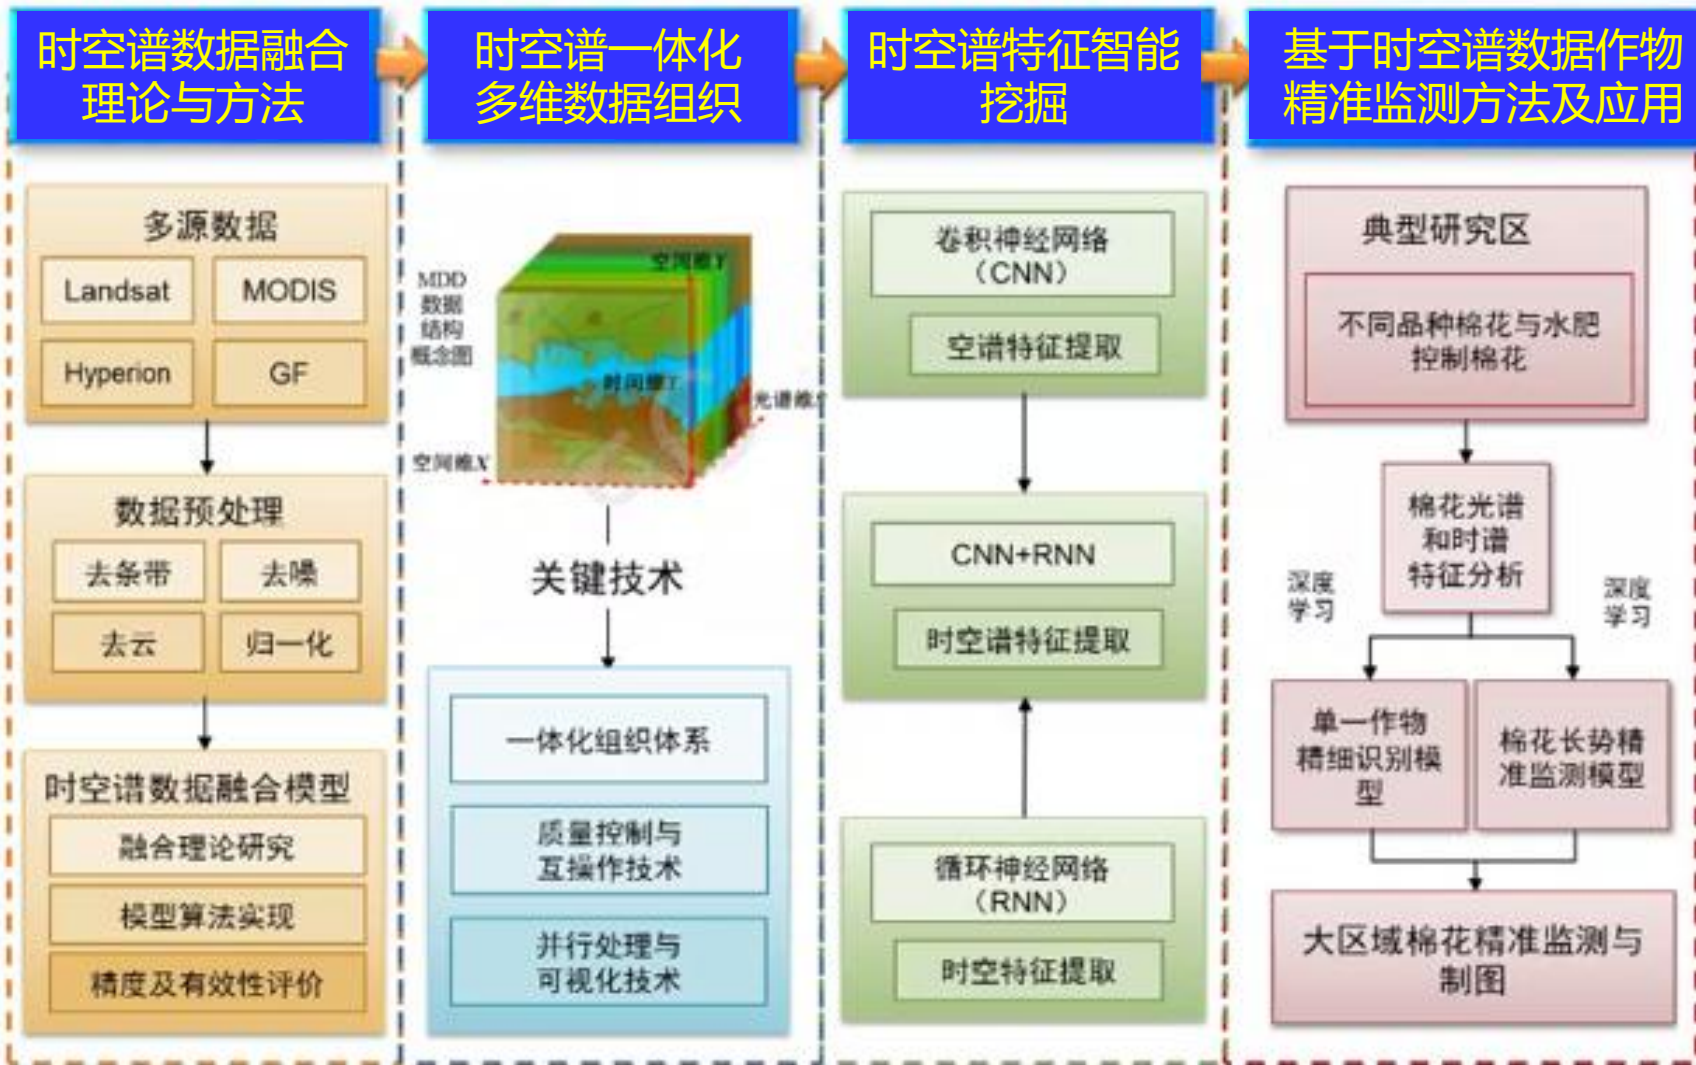 时空谱数据融合
理论与方法
时空谱一体化
多维数据组织
时空谱特征智能
挖掘
基于时空谱数据作物
精准监测方法及应用
多源数据
Landsat
MODIS
Hyperion
GF
数据预处理
去条带
去噪
去云
归一化
时空谱数据融合模型
融合理论研究
模型算法实现
精度及有效性评价
MDD
数据
结构
概念图
空间维Y
时间维T
光谱维
空间维X
关键技术
一体化组织体系
质量控制与
互操作技术
并行处理与
可视化技术
卷积神经网络
（CNN）
空谱特征提取
CNN+RNN
时空谱特征提取
循环神经网络
（RNN）
时空特征提取
典型研究区
不同品种棉花与水肥
控制棉花
棉花光谱
和时谱
特征分析
深度
学习
深度
学习
单一作物
精细识别模
型
棉花长势精
准监测模型
大区域棉花精准监测与
制图